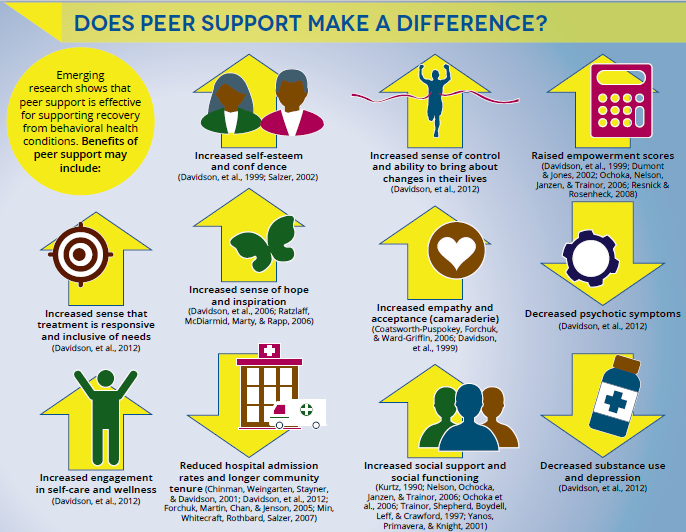 DOES PEER SUPPORT MAKE A DIFFERENCE?
Emerging
research shows that
peer support is effective
for supporting recovery
from behavioral health
conditions. Benefits of
peer support may
include:
Increased self-esteem
and conf dence
(Davidson, et al., 1999; Salzer, 2002)
Increased sense of control
and ability to bring about
changes in their lives
(Davidson, et al., 2012)
Raised empowerment scores
(Davidson, et al., 1999; Dumont
& Jones, 2002; Ochoka, Nelson,
Janzen, & Trainor, 2006; Resnick &
Rosenheck, 2008)
Increased sense that
treatment is responsive
and inclusive of needs
(Davidson, et al., 2012)
Increased sense of hope
and inspiration
(Davidson, et al., 2006; Ratzlaff,
McDiarmid, Marty, & Rapp, 2006)
Increased empathy and
acceptance (camaraderie)
(Coatsworth-Puspokey, Forchuk,
& Ward-Griffin, 2006; Davidson,
et al., 1999)
Decreased psychotic symptoms
(Davidson, et al., 2012)
Increased engagement
in self-care and wellness
(Davidson, et al., 2012)
Reduced hospital admission
rates and longer community
tenure (Chinman, Weingarten, Stayner,
& Davidson, 2001; Davidson, et al., 2012;
Forchuk, Martin, Chan, & Jenson, 2005; Min,
Whitecraft, Rothbard, Salzer, 2007)
Increased social support and
social functioning
(Kurtz, 1990; Nelson, Ochocka,
Janzen, & Trainor, 2006; Ochoka et
al., 2006; Trainor, Shepherd, Boydell,
Leff, & Crawford, 1997; Yanos,
Primavera, & Knight, 2001)
Decreased substance use
and depression
(Davidson, et al., 2012)